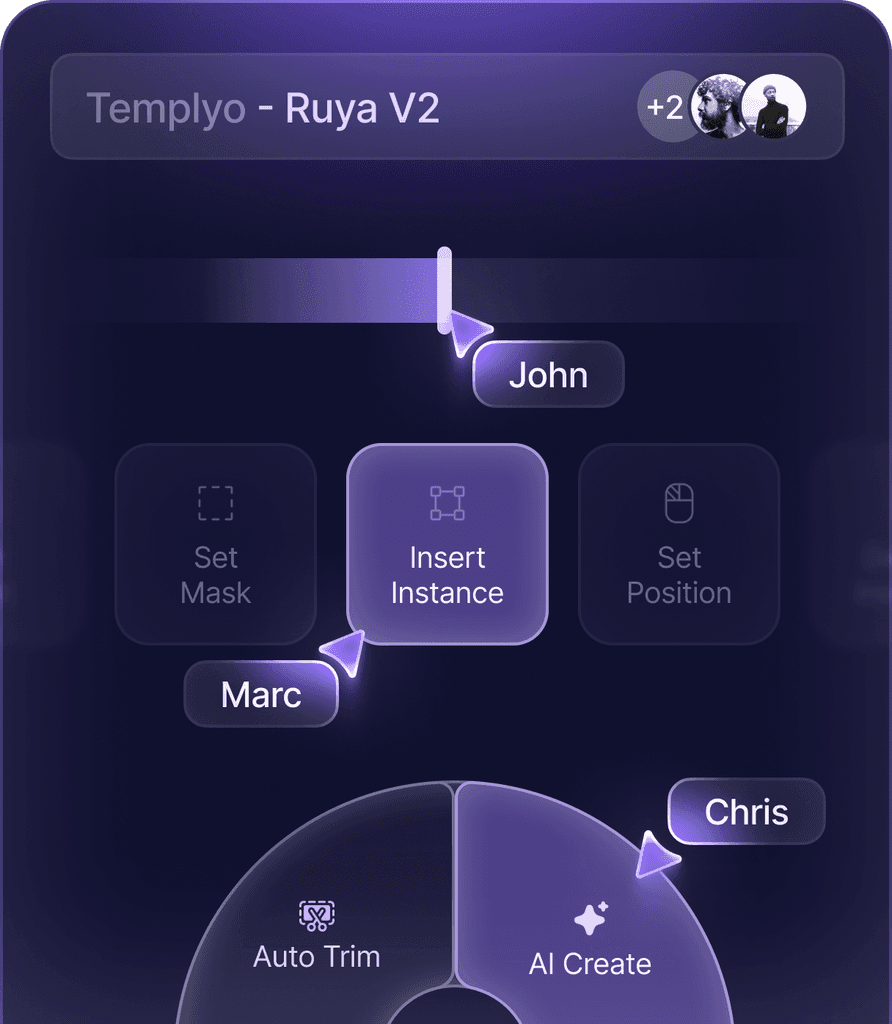 Templyo - Ruya V2
+2
John
Set
Mask
Insert
Instance
Set
Position
Marc
Chris
Auto Trim
AI Create